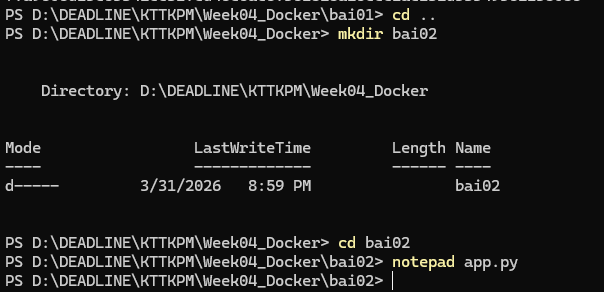 PS D:\DEADLINE\KTTKPM\Week04_Docker\bai01> cd ..
PS D:\DEADLINE\KTTKPM\Week04_Docker> mkdir bai02
Directory: D:\DEADLINE\KTTKPM\Week04_Docker
Mode LastWriteTime Length Name
---- ------------- ------ ----
d----- 3/31/2026 8:59 PM bai02
PS D:\DEADLINE\KTTKPM\Week04_Docker> cd bai02
PS D:\DEADLINE\KTTKPM\Week04_Docker\bai02> notepad app.py
PS D:\DEADLINE\KTTKPM\Week04_Docker\bai02>